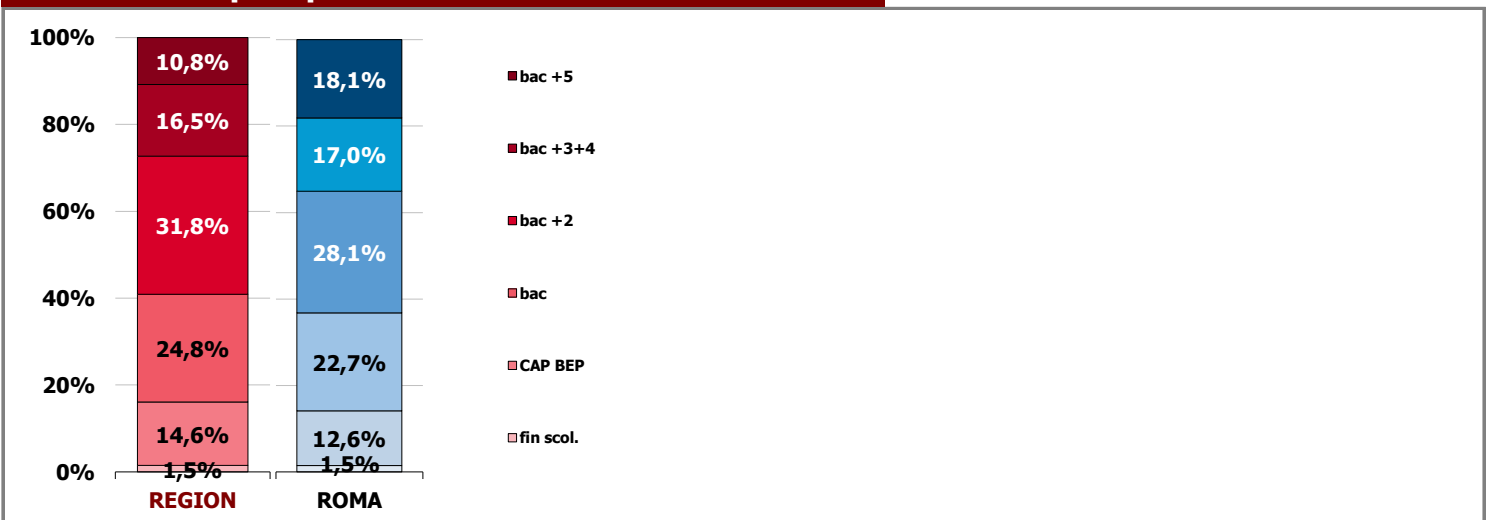 100%
80%
60%
40%
20%
0%
10,8%
16,5%
31,8%
24,8%
14,6%
1,5%
REGION
18,1%
17,0%
28,1%
22,7%
12,6%
1,5%
ROMA
bac +5
bac +3+4
bac +2
bac
CAP BEP
fin scol.